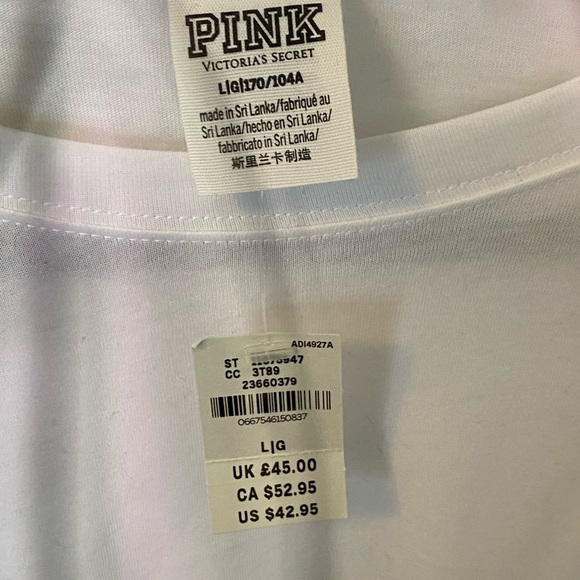 PINK
VICTORIA'S SECRET
L|G|170/104A
made in Sri Lanka/fabriqué au
Sri Lanka/hecho en Sri Lanka/
fabbricato in Sri Lanka/
斯里兰卡制造
ADI4927A
ST
CC 3T89
23660379
0667546150837
L|G
UK £45.00
CA $52.95
US $42.95